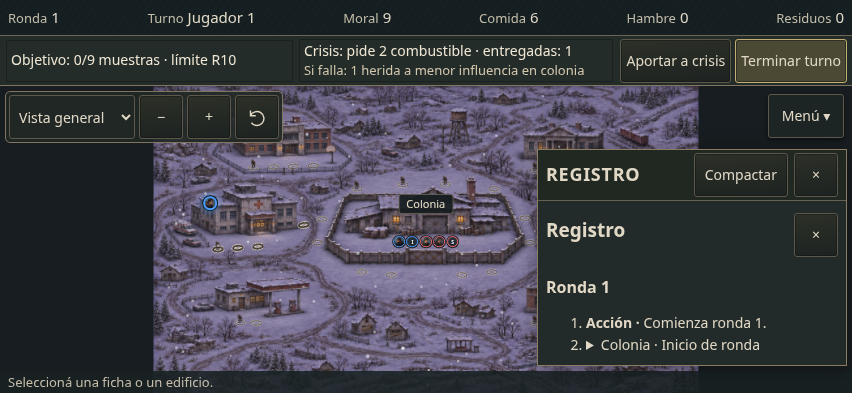 Ronda 1 Turno Jugador 1 Moral 9 Comida 6 Hambre 0 Residuos 0
Objetivo: 0/9 muestras · límite R10
Crisis: pide 2 combustible · entregadas: 1
Si falla: 1 herida a menor influencia en colonia
Aportar a crisis
Terminar turno
Vista general
−
+
Menú ▾
Colonia
REGISTRO
Compactar
×
Registro
×
Ronda 1
1. Acción · Comienza ronda 1.
2. ▶ Colonia · Inicio de ronda
Seleccioná una ficha o un edificio.